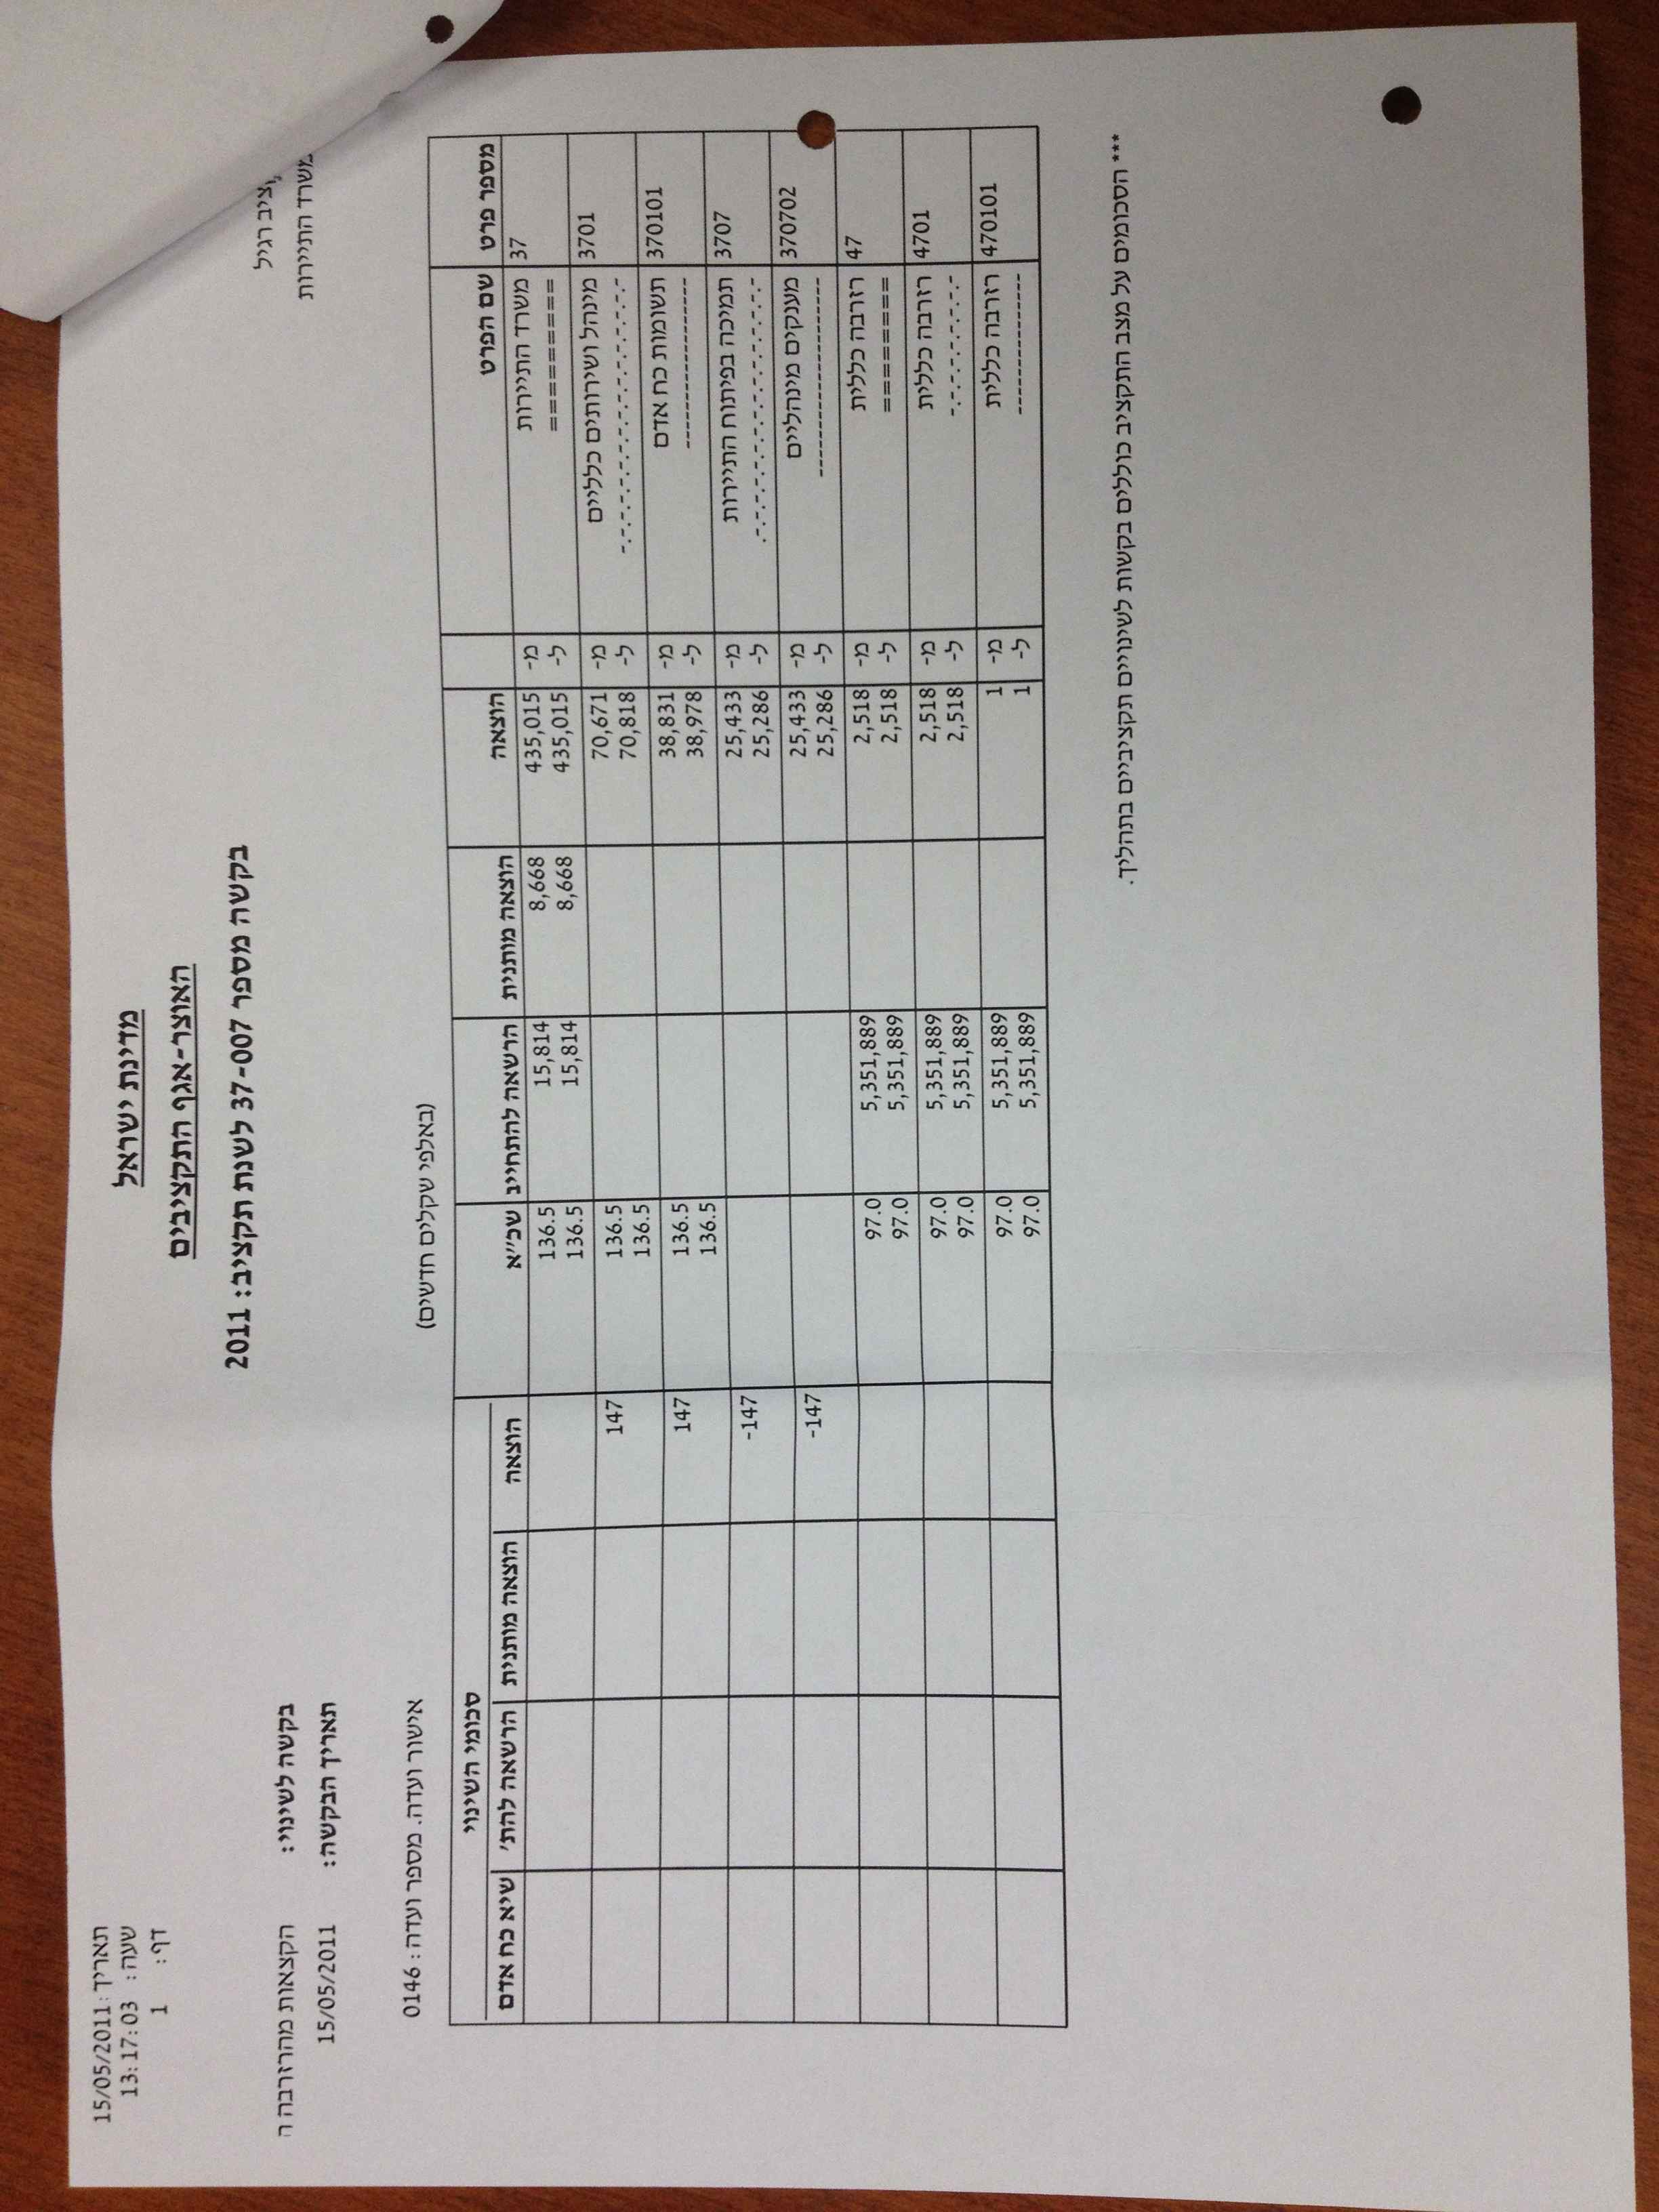 תאריך: 15/05/2011
שעה: 13:17:03
דף: 1
מדינת ישראל
האוצר-אגף התקציבים
בקשה מספר 37-007 לשנת תקציב: 2011
רגיל
בקשה לשינוי: הקצאות מהרזרבה ה
משרד התיירות
תאריך הבקשה: 15/05/2011
(באלפי שקלים חדשים)
אישור ועדה. מספר ועדה: 0146
סכומי השינוי
מספר פרט שם הפרט הוצאה הוצאה מותנית הרשאה להתחייב שכ"א הוצאה הוצאה מותנית הרשאה להת' שיא כח אדם
37 משרד התיירות מ- 435,015 8,668 15,814 136.5
========= ל- 435,015 8,668 15,814 136.5
3701 מינהל ושירותים כלליים מ- 70,671 136.5 147
-.-.-.-.-.-.-.-.-.-.-.- ל- 70,818 136.5
370101 תשומות כח אדם מ- 38,831 136.5 147
----------------- ל- 38,978 136.5
3707 תמיכה בפיתוח התיירות מ- 25,433 -147
-.-.-.-.-.-.-.-.-.-.-. ל- 25,286
370702 מענקים מינהליים מ- 25,433 -147
-------------------- ל- 25,286
47 רזרבה כללית מ- 2,518 5,351,889 97.0
======== ל- 2,518 5,351,889 97.0
4701 רזרבה כללית מ- 2,518 5,351,889 97.0
-.-.-.-.-.-.-. ל- 2,518 5,351,889 97.0
470101 רזרבה כללית מ- 1 5,351,889 97.0
-------------- ל- 1 5,351,889 97.0
*** הסכומים על מצב התקציב כוללים בקשות לשינויים תקציביים בתהליך.